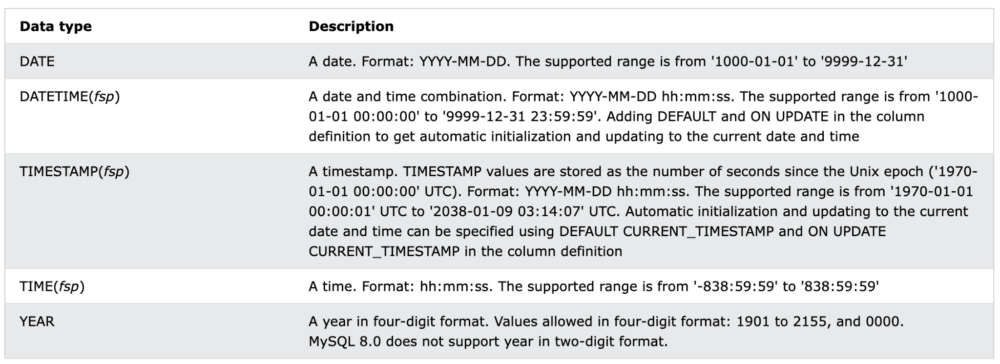 Data type Description
DATE A date. Format: YYYY-MM-DD. The supported range is from '1000-01-01' to '9999-12-31'
DATETIME(fsp) A date and time combination. Format: YYYY-MM-DD hh:mm:ss. The supported range is from '1000-
01-01 00:00:00' to '9999-12-31 23:59:59'. Adding DEFAULT and ON UPDATE in the column
definition to get automatic initialization and updating to the current date and time
TIMESTAMP(fsp) A timestamp. TIMESTAMP values are stored as the number of seconds since the Unix epoch ('1970-
01-01 00:00:00' UTC). Format: YYYY-MM-DD hh:mm:ss. The supported range is from '1970-01-01
00:00:01' UTC to '2038-01-09 03:14:07' UTC. Automatic initialization and updating to the current
date and time can be specified using DEFAULT CURRENT_TIMESTAMP and ON UPDATE
CURRENT_TIMESTAMP in the column definition
TIME(fsp) A time. Format: hh:mm:ss. The supported range is from '-838:59:59' to '838:59:59'
YEAR A year in four-digit format. Values allowed in four-digit format: 1901 to 2155, and 0000.
MySQL 8.0 does not support year in two-digit format.